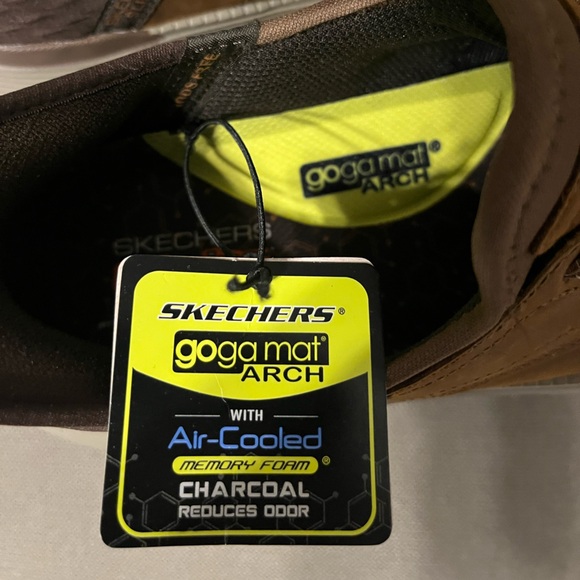 goga mat®
ARCH
SKECHERS
SKECHERS®
goga mat®
ARCH
WITH
Air-Cooled
MEMORY FOAM®
CHARCOAL
REDUCES ODOR